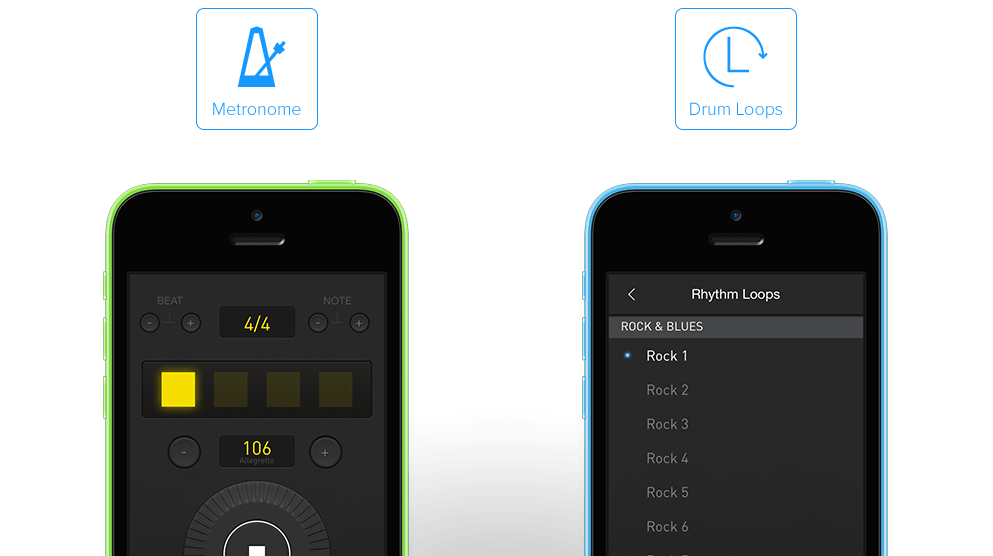 Metronome
Drum Loops
BEAT
NOTE
- + 4/4 - +
106
Allegretto
- +
Rhythm Loops
ROCK & BLUES
Rock 1
Rock 2
Rock 3
Rock 4
Rock 5
Rock 6